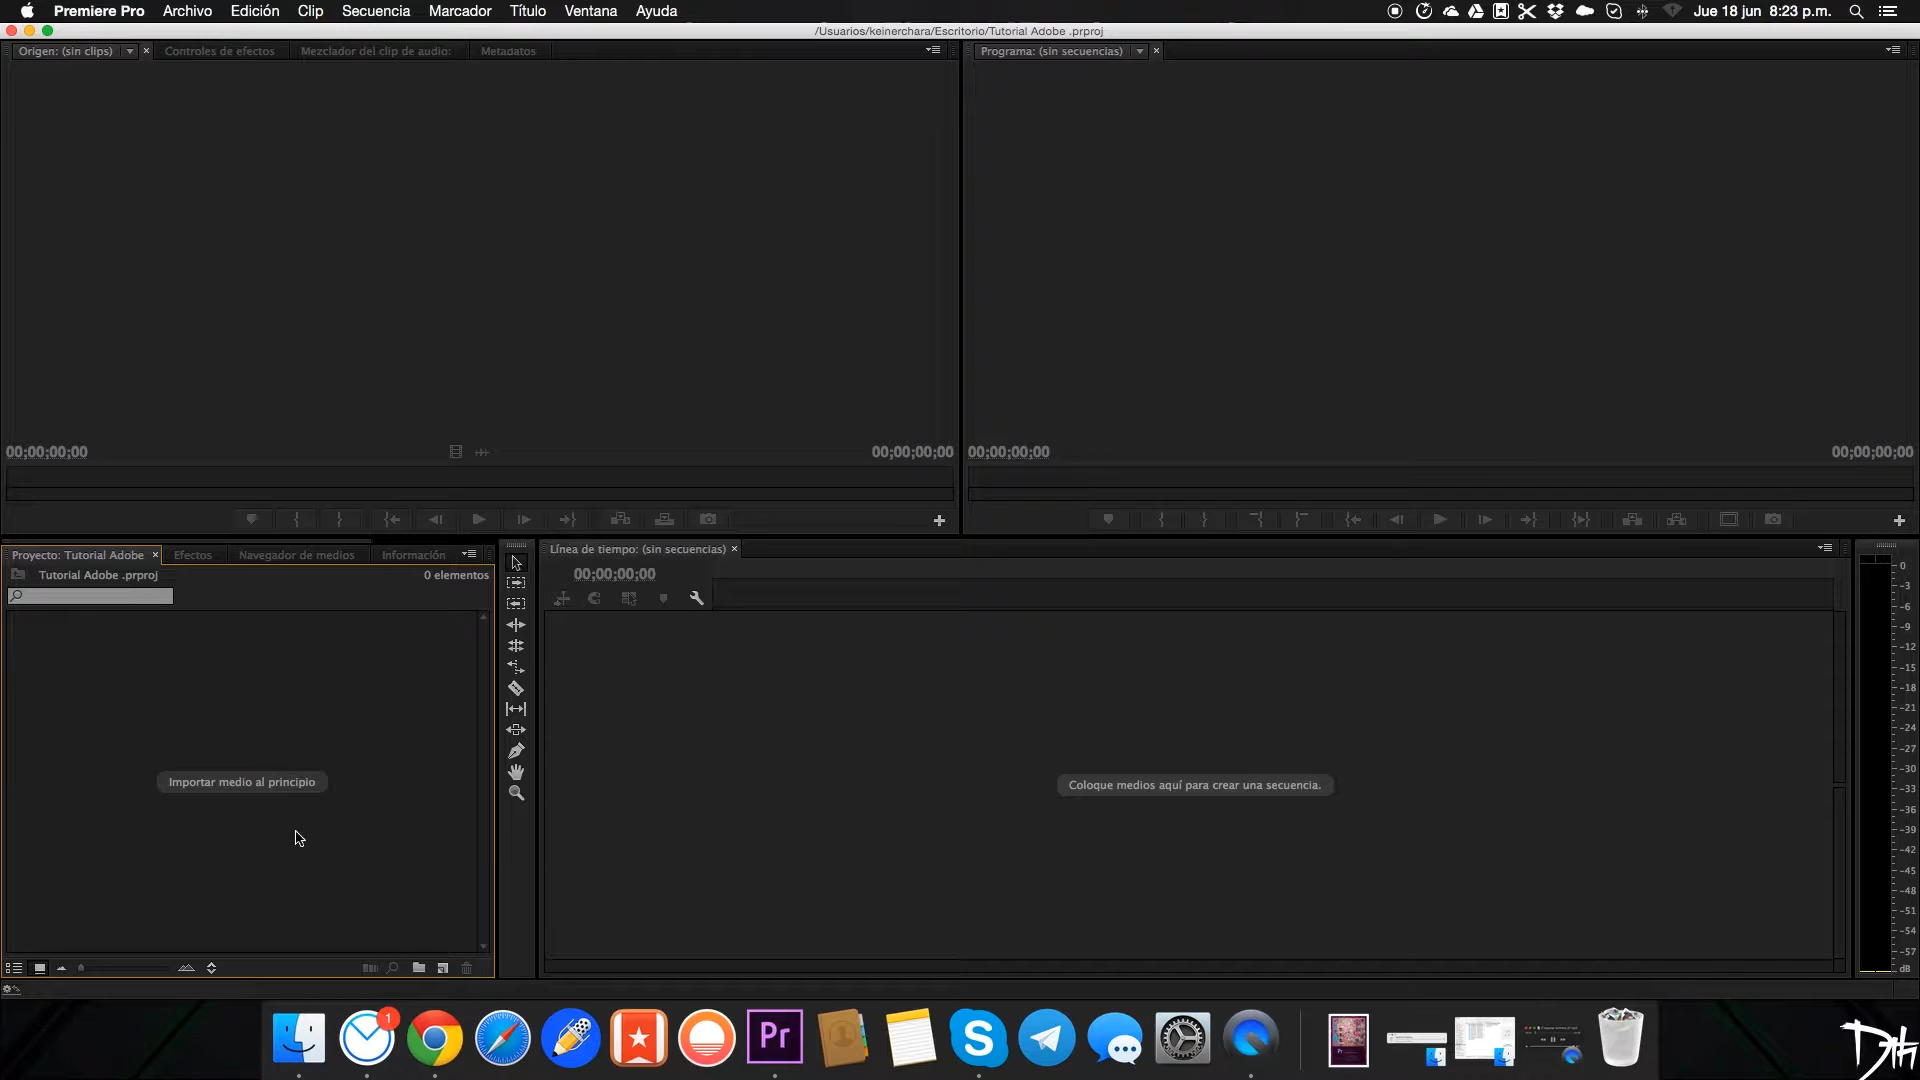 Premiere Pro Archivo Edición Clip Secuencia Marcador Título Ventana Ayuda Jue 18 jun 8:23 p.m.
/Usuarios/keinerchara/Escritorio/Tutorial Adobe .prproj
Origen: (sin clips) Controles de efectos Mezclador del clip de audio: Metadatos Programa: (sin secuencias)
00;00;00;00 00;00;00;00 00;00;00;00 00;00;00;00
Proyecto: Tutorial Adobe Efectos Navegador de medios Información Línea de tiempo: (sin secuencias)
Tutorial Adobe .prproj 0 elementos 00;00;00;00
Importar medio al principio
Coloque medios aquí para crear una secuencia.
0
-3
-6
-9
-12
-15
-18
-21
-24
-27
-30
-33
-36
-39
-42
-45
-48
-51
-54
-57
dB
1
Pr
S